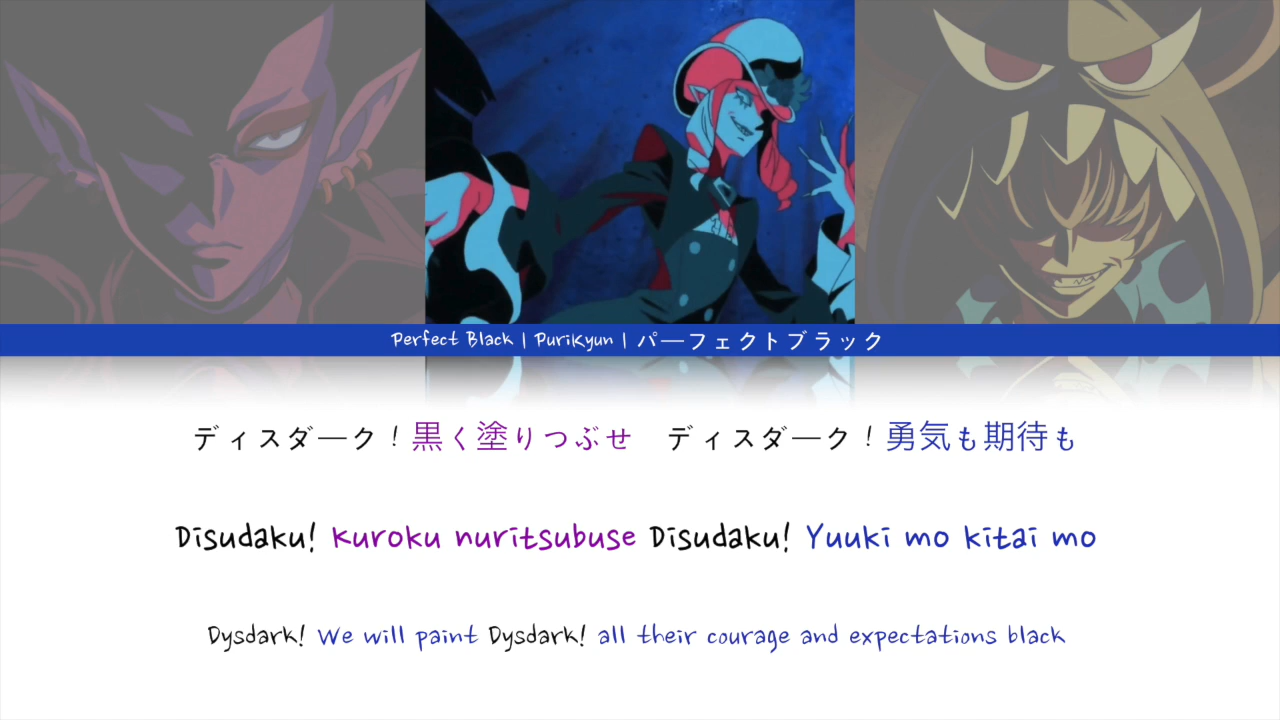 Perfect Black | PuriKyun | パーフェクトブラック
ディスダーク！黒く塗りつぶせ　ディスダーク！勇気も期待も
Disudaku! Kuroku nuritsubuse Disudaku! Yuuki mo kitai mo
Dysdark! We will paint Dysdark! all their courage and expectations black